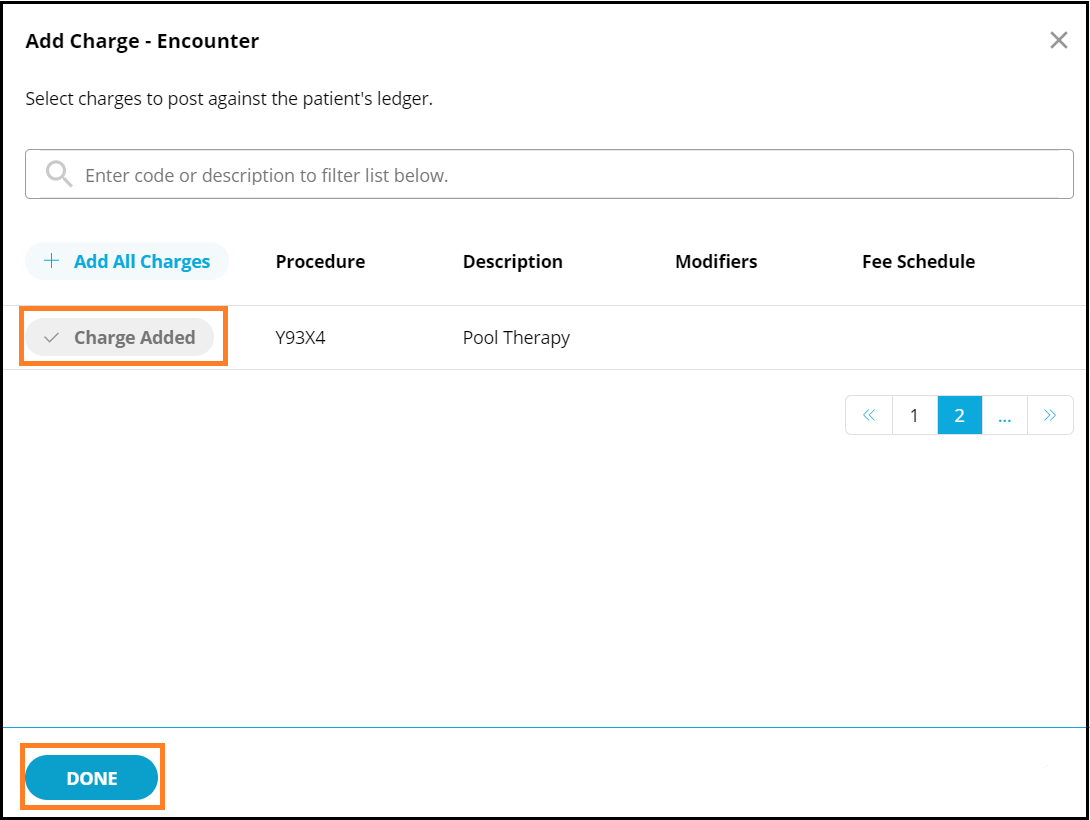 Add Charge - Encounter
Select charges to post against the patient's ledger.
Enter code or description to filter list below.
Add All Charges Procedure Description Modifiers Fee Schedule
Charge Added Y93X4 Pool Therapy
« 1 2 ... »
DONE